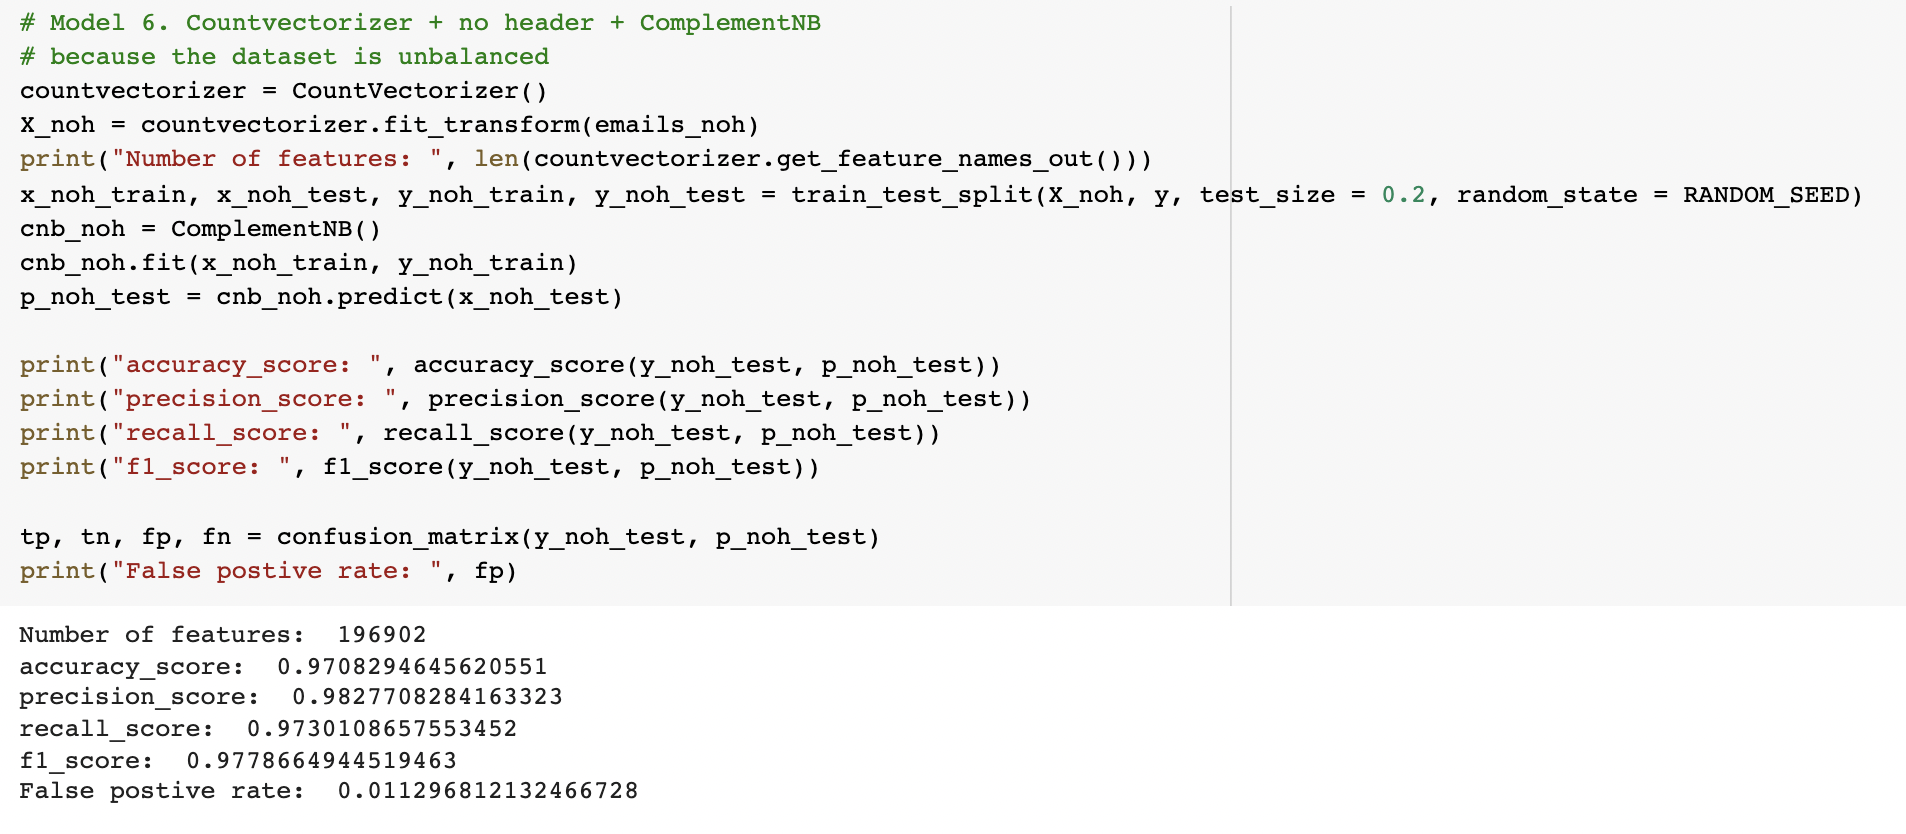 # Model 6. Countvectorizer + no header + ComplementNB
# because the dataset is unbalanced
countvectorizer = CountVectorizer()
X_noh = countvectorizer.fit_transform(emails_noh)
print("Number of features: ", len(countvectorizer.get_feature_names_out()))
x_noh_train, x_noh_test, y_noh_train, y_noh_test = train_test_split(X_noh, y, test_size = 0.2, random_state = RANDOM_SEED)
cnb_noh = ComplementNB()
cnb_noh.fit(x_noh_train, y_noh_train)
p_noh_test = cnb_noh.predict(x_noh_test)

print("accuracy_score: ", accuracy_score(y_noh_test, p_noh_test))
print("precision_score: ", precision_score(y_noh_test, p_noh_test))
print("recall_score: ", recall_score(y_noh_test, p_noh_test))
print("f1_score: ", f1_score(y_noh_test, p_noh_test))

tp, tn, fp, fn = confusion_matrix(y_noh_test, p_noh_test)
print("False postive rate: ", fp)
Number of features:  196902
accuracy_score:  0.9708294645620551
precision_score:  0.9827708284163323
recall_score:  0.9730108657553452
f1_score:  0.9778664944519463
False postive rate:  0.011296812132466728